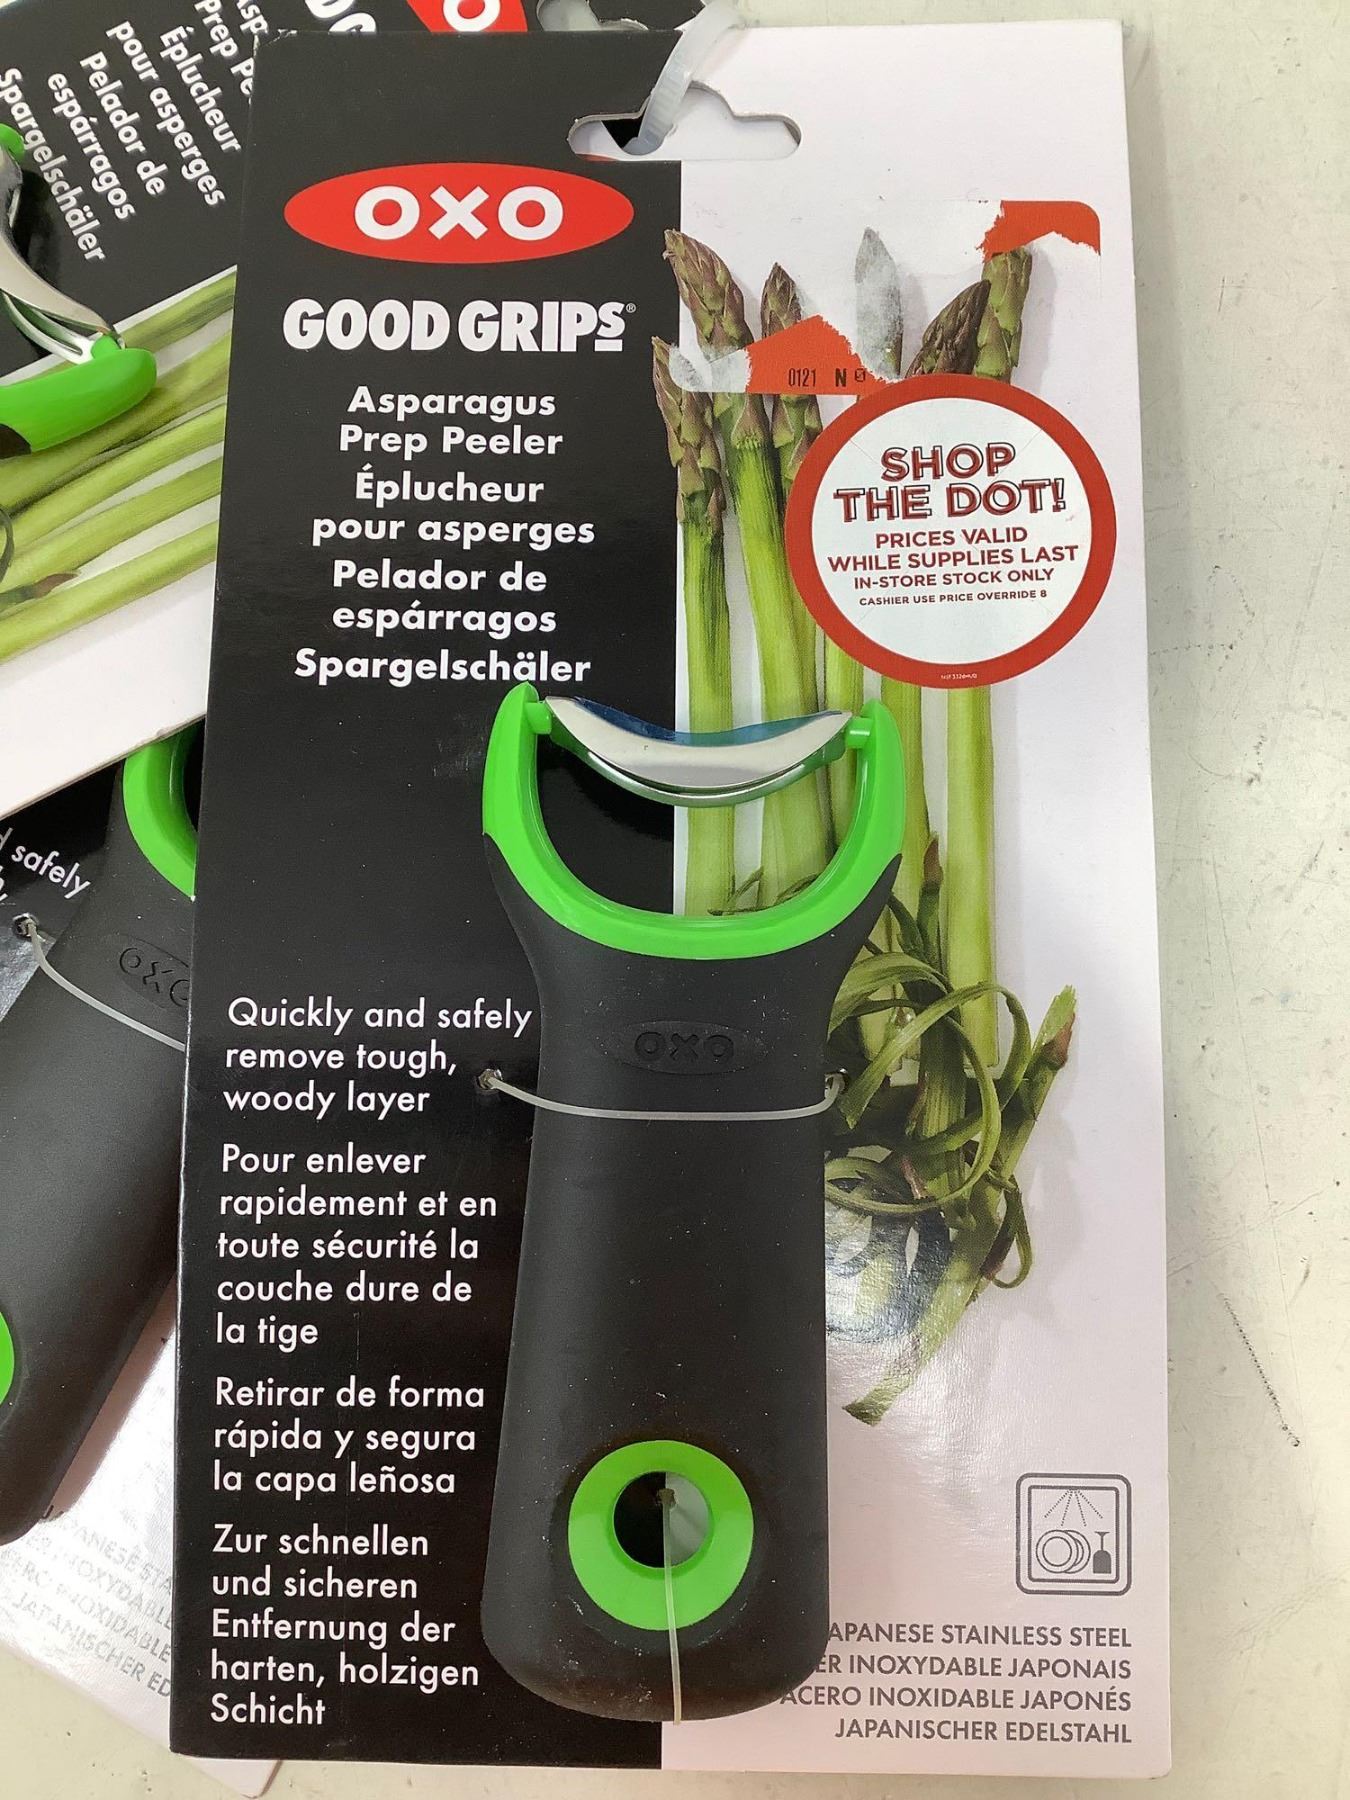 OXO
GOOD GRIPS®
Asparagus
Prep Peeler
Éplucheur
pour asperges
Pelador de
espárragos
Spargelschäler
0121 N
SHOP
THE DOT!
PRICES VALID
WHILE SUPPLIES LAST
IN-STORE STOCK ONLY
CASHIER USE PRICE OVERRIDE 8
OXO
Quickly and safely
remove tough,
woody layer
Pour enlever
rapidement et en
toute sécurité la
couche dure de
la tige
Retirar de forma
rápida y segura
la capa leñosa
Zur schnellen
und sicheren
Entfernung der
harten, holzigen
Schicht
APANESE STAINLESS STEEL
ER INOXYDABLE JAPONAIS
ACERO INOXIDABLE JAPONÉS
JAPANISCHER EDELSTAHL
Prep Pe
Éplucheur
pour asperges
Pelador de
espárragos
Spargelschäler
safely
OXO